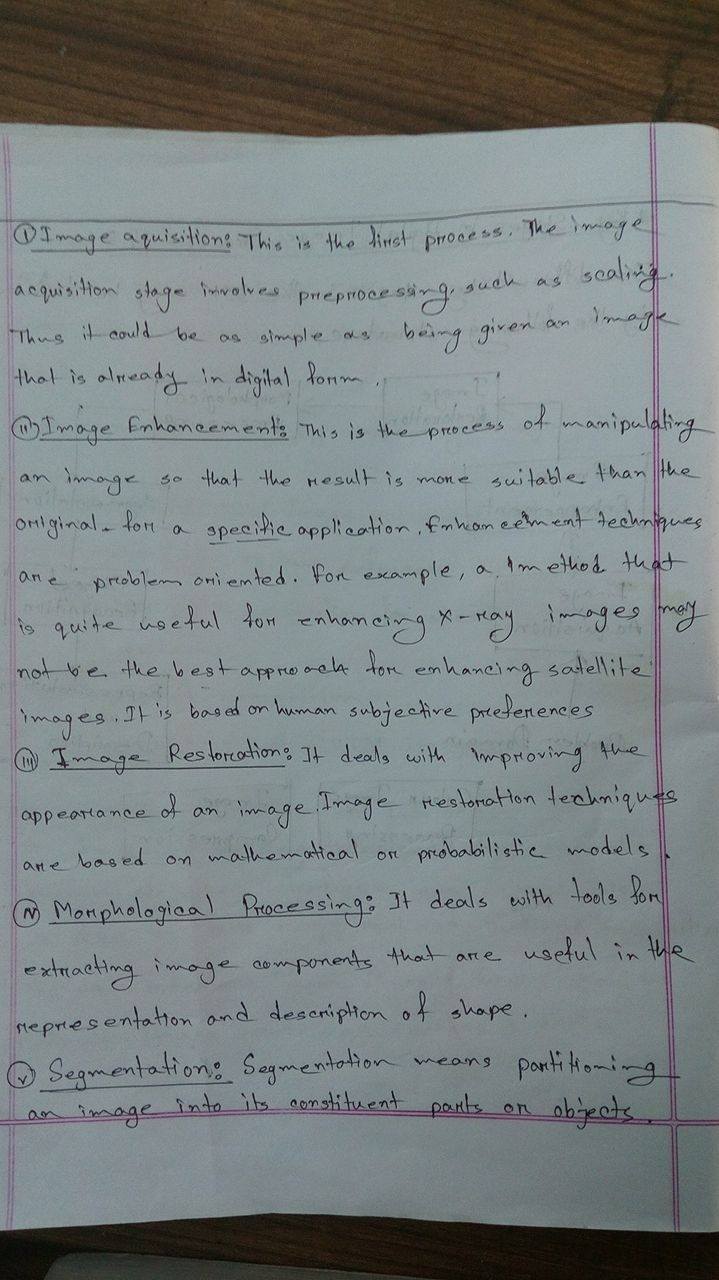 ① Image aquisition: This is the first process. The image
acquisition stage involves preprocessing, such as scaling.
Thus it could be as simple as being given an image
that is already in digital form.
(ii) Image Enhancement: This is the process of manipulating
an image so that the result is more suitable than the
original for a specific application. Enhancement techniques
are problem oriented. For example, a method that
is quite useful for enhancing X-ray images may
not be the best approach for enhancing satellite
images. It is based on human subjective preferences
(iii) Image Restoration: It deals with improving the
appearance of an image. Image restoration techniques
are based on mathematical or probabilistic models.
(iv) Morphological Processing: It deals with tools for
extracting image components that are useful in the
representation and description of shape.
(v) Segmentation: Segmentation means partitioning
an image into its constituent parts or objects.